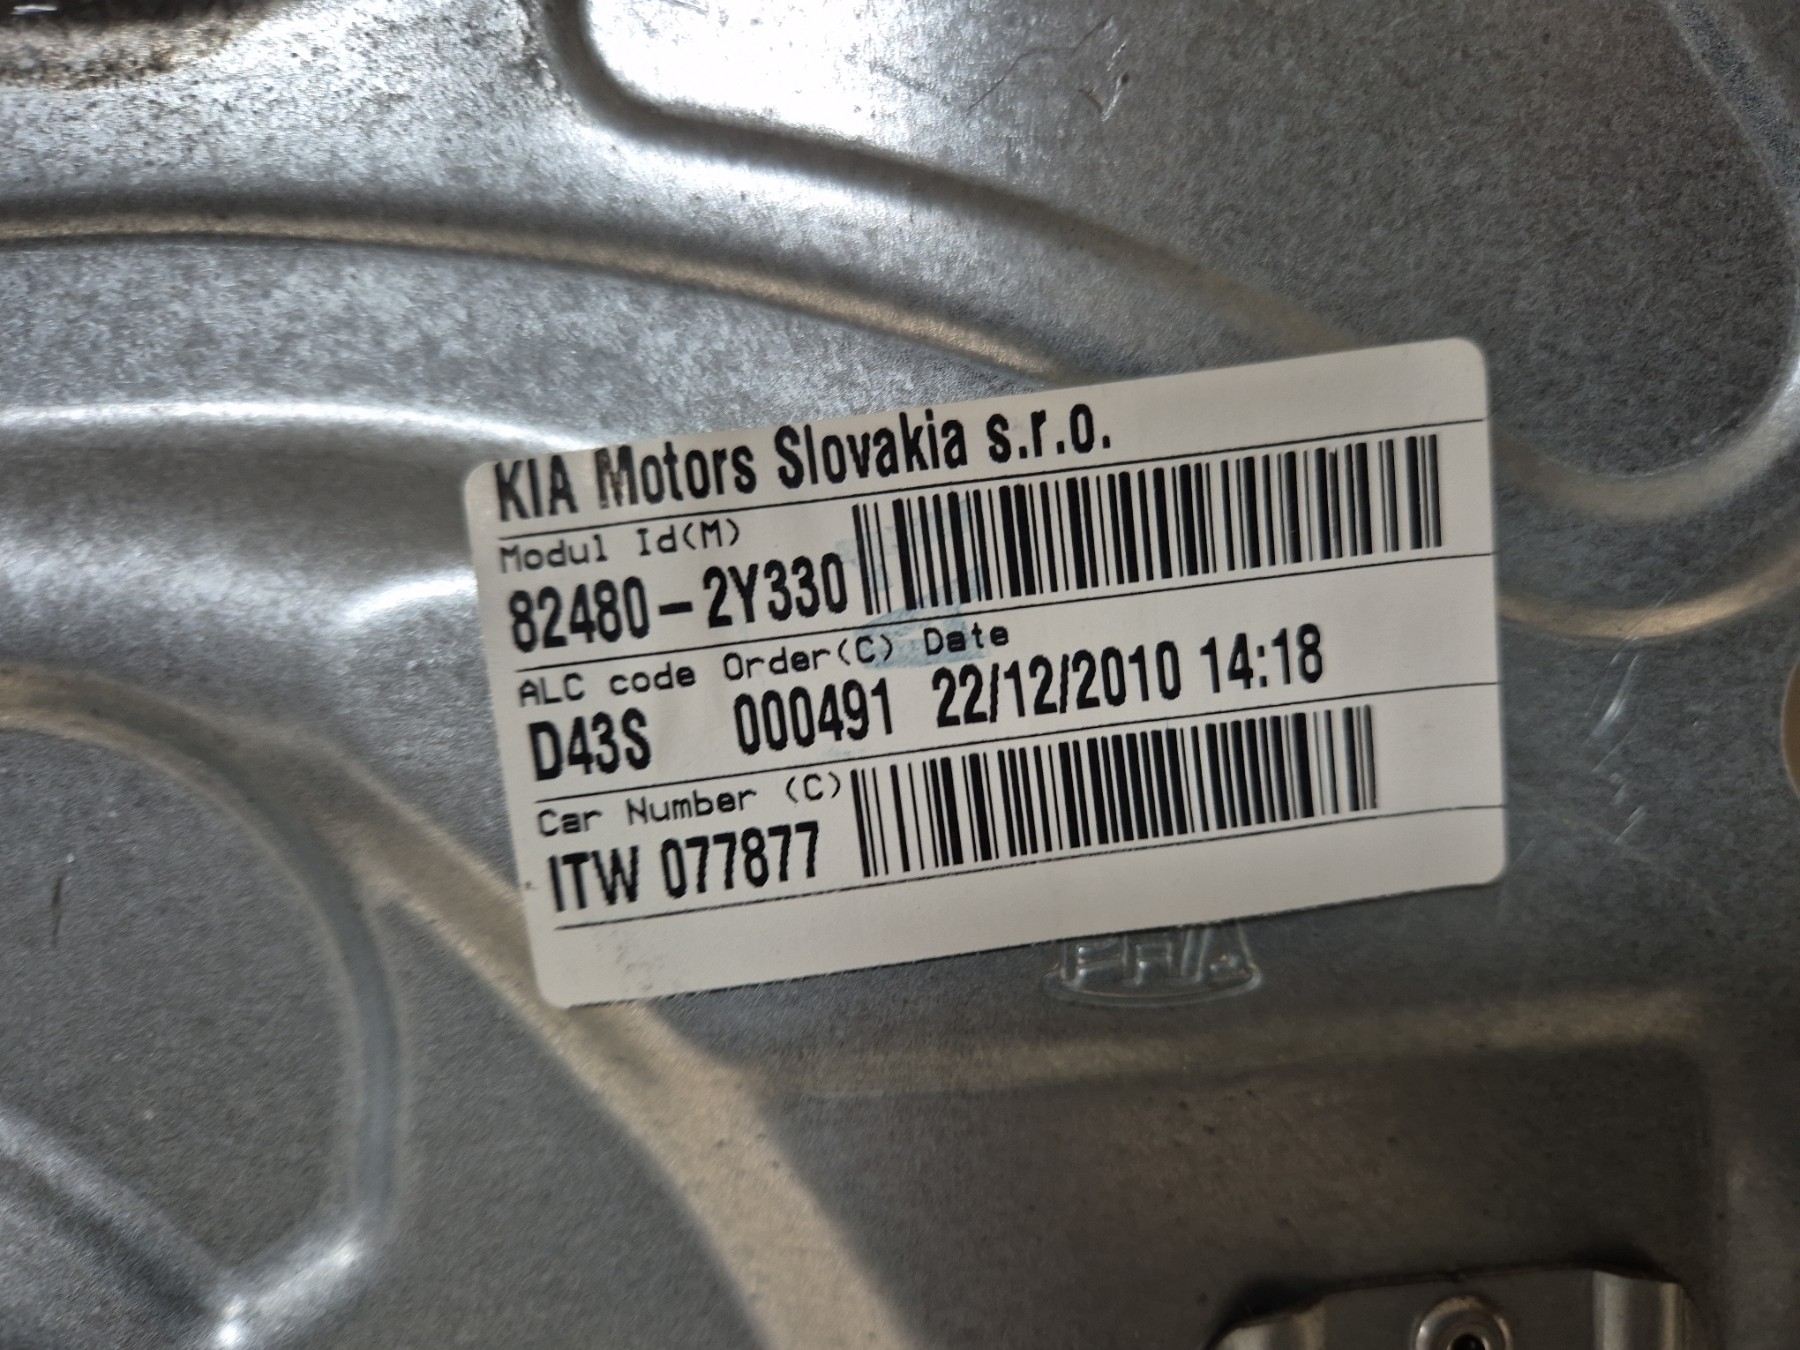 KIA Motors Slovakia s.r.o.
Modul Id(M)
82480-2Y330
ALC code Order(C) Date
D43S 000491 22/12/2010 14:18
Car Number (C)
ITW 077877